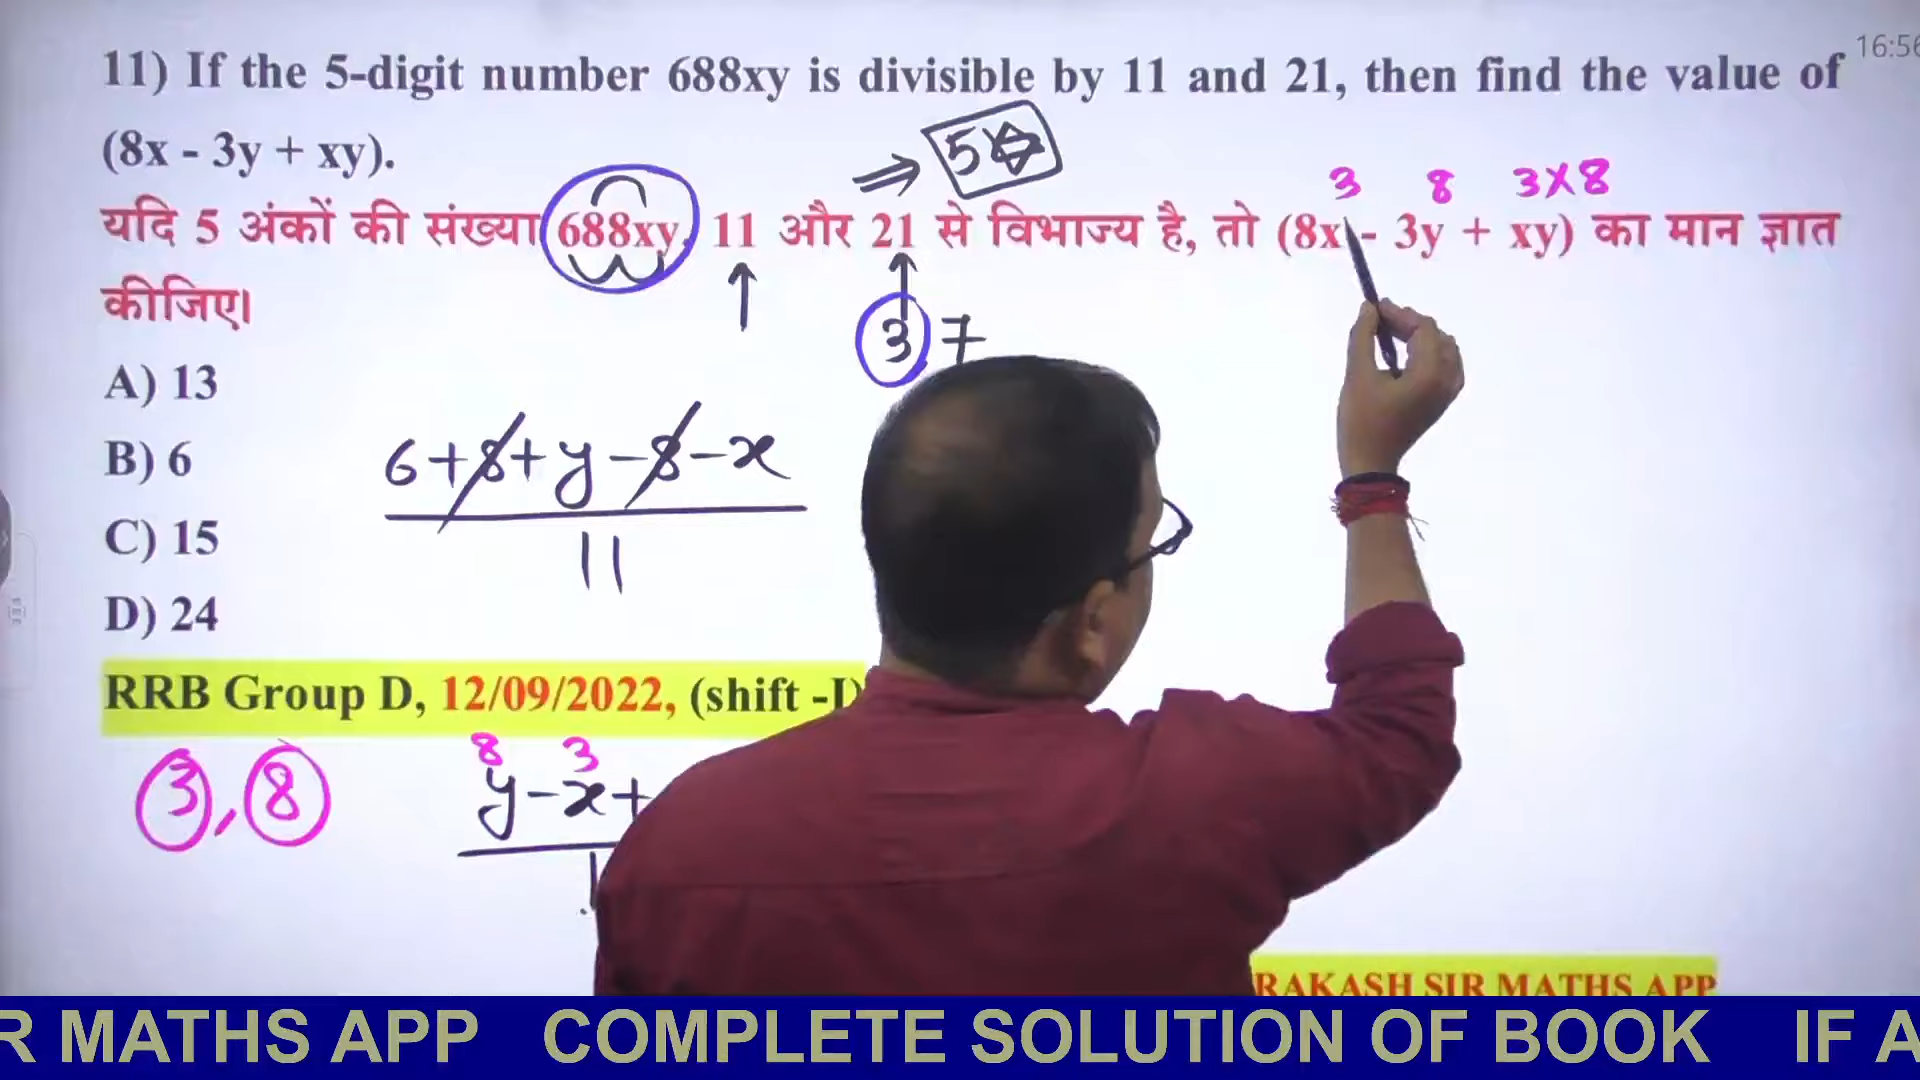 16:56
11) If the 5-digit number 688xy is divisible by 11 and 21, then find the value of
(8x - 3y + xy).
⇒ 5
3 8 3×8
यदि 5 अंकों की संख्या 688xy, 11 और 21 से विभाज्य है, तो (8x - 3y + xy) का मान ज्ञात
कीजिए।
3 7
A) 13
B) 6
C) 15
D) 24
6+8+y-8-x
11
RRB Group D, 12/09/2022, (shift -I)
3, 8
8 3
y-x+
RAKASH SIR MATHS APP
R MATHS APP COMPLETE SOLUTION OF BOOK IF A